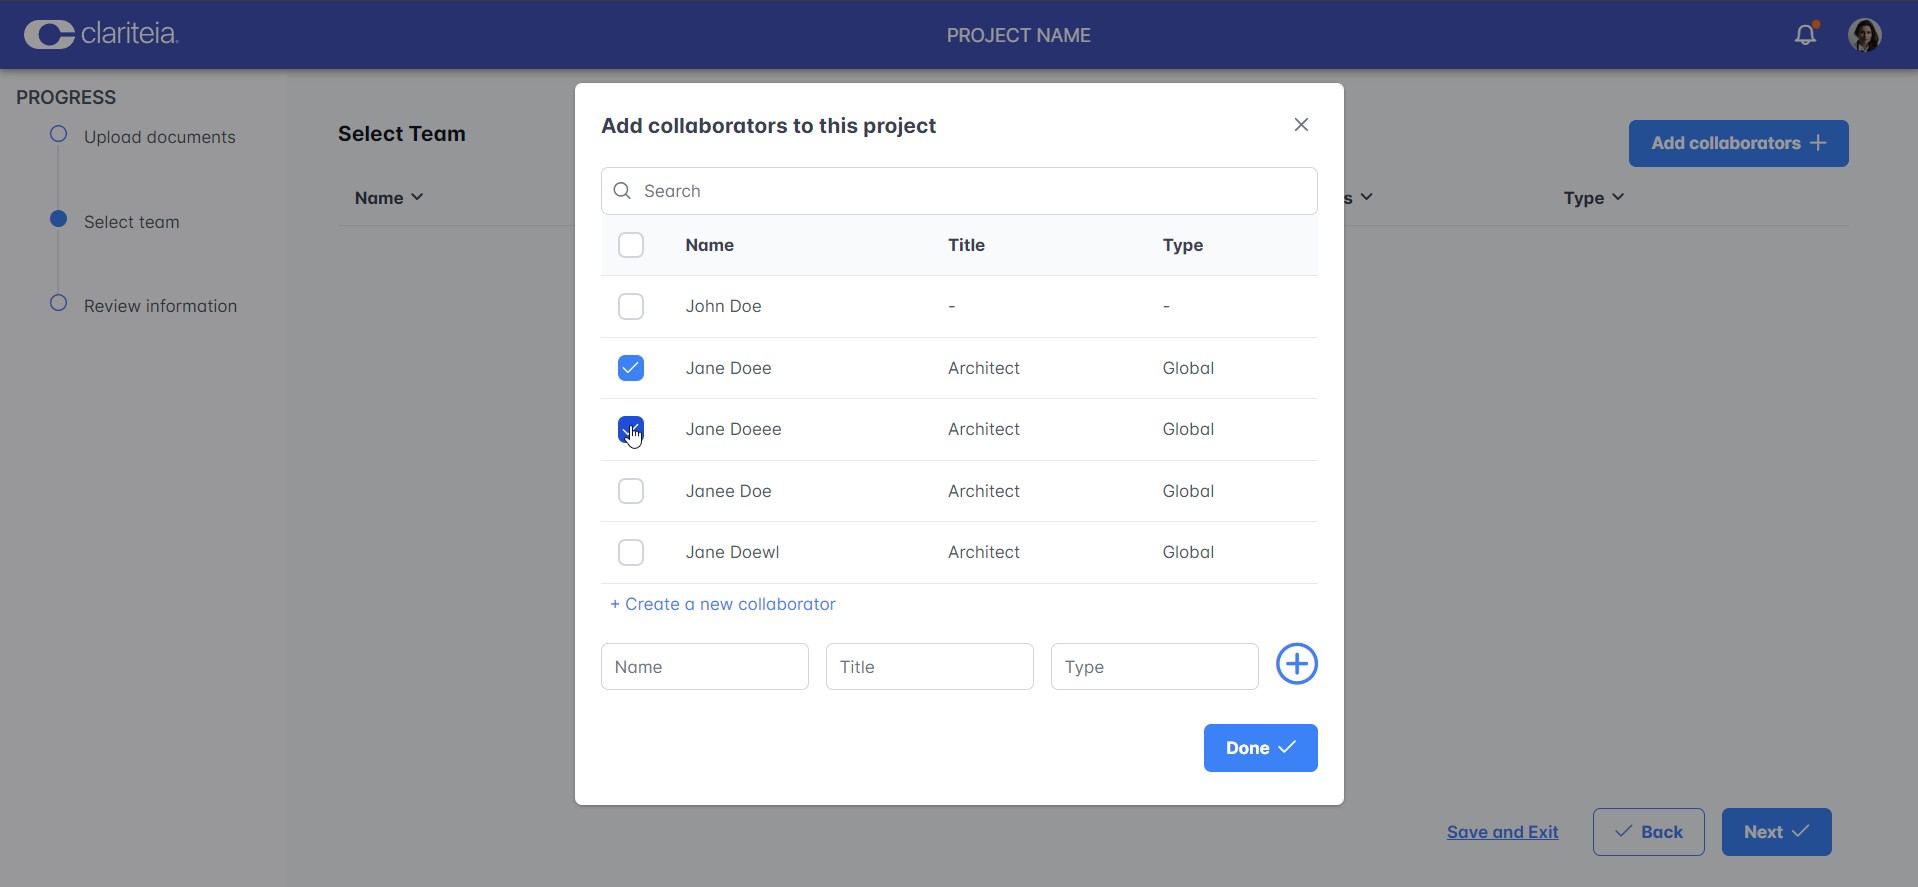 clariteia.
PROJECT NAME
PROGRESS
Upload documents
Select team
Review information
Select Team
Add collaborators +
Name
s
Type
Add collaborators to this project
Search
Name Title Type
John Doe - -
Jane Doee Architect Global
Jane Doeee Architect Global
Janee Doe Architect Global
Jane Doewl Architect Global
+ Create a new collaborator
Name Title Type
Done
Save and Exit Back Next